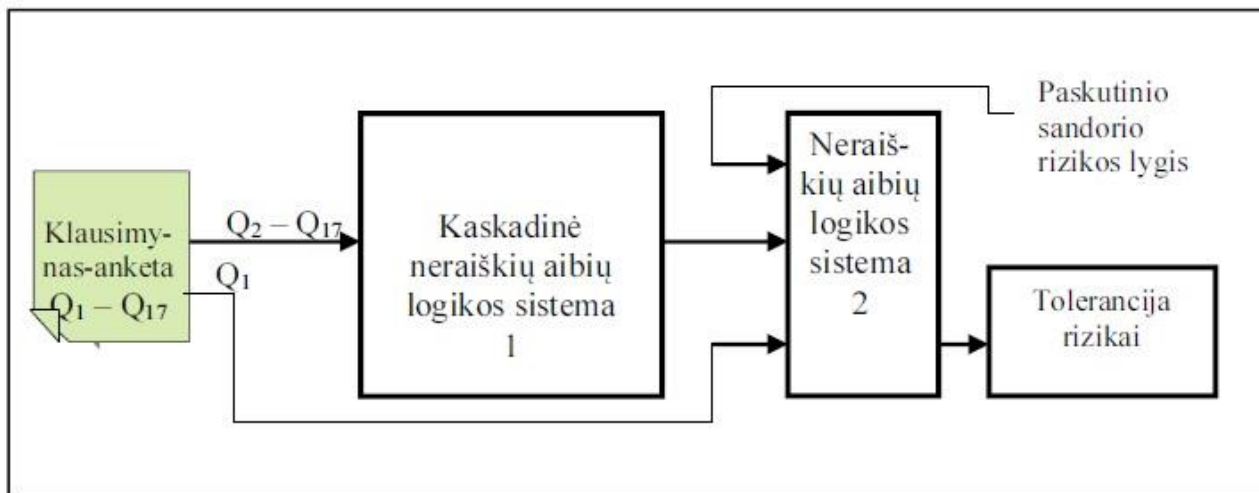 Klausimy-
nas-anketa
Q₁ – Q₁₇
Q₂ – Q₁₇
Q₁
Kaskadinė
neraiškių aibių
logikos sistema
1
Neraiš-
kių aibių
logikos
sistema
2
Paskutinio
sandorio
rizikos lygis
Tolerancija
rizikai